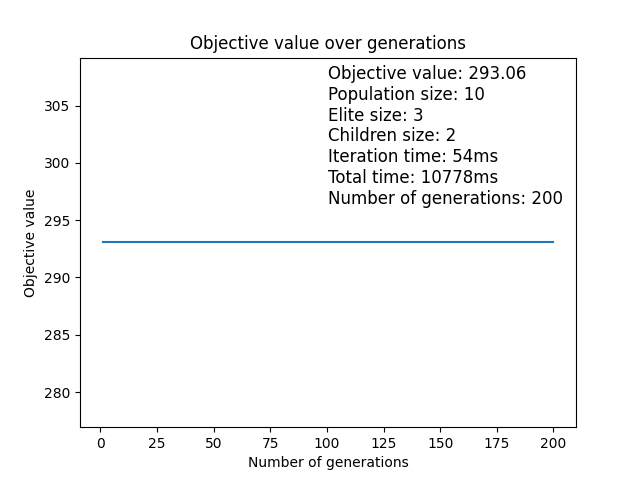 Objective value over generations
Objective value: 293.06
Population size: 10
Elite size: 3
Children size: 2
Iteration time: 54ms
Total time: 10778ms
Number of generations: 200
Objective value
305
300
295
290
285
280
0 25 50 75 100 125 150 175 200
Number of generations